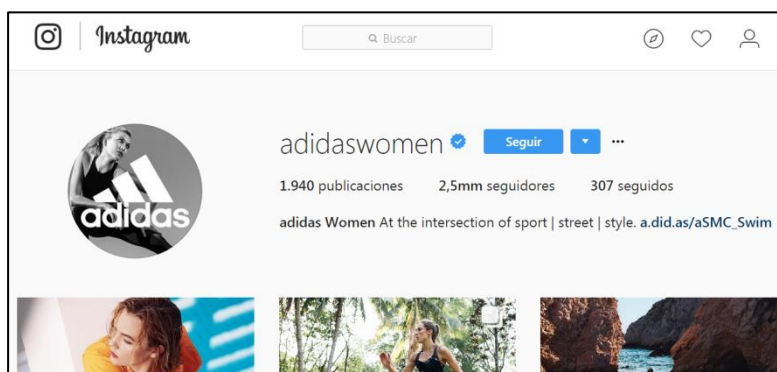 Instagram
Buscar
adidaswomen
Seguir
...
1.940 publicaciones 2,5mm seguidores 307 seguidos
adidas Women At the intersection of sport | street | style. a.did.as/aSMC_Swim
adidas